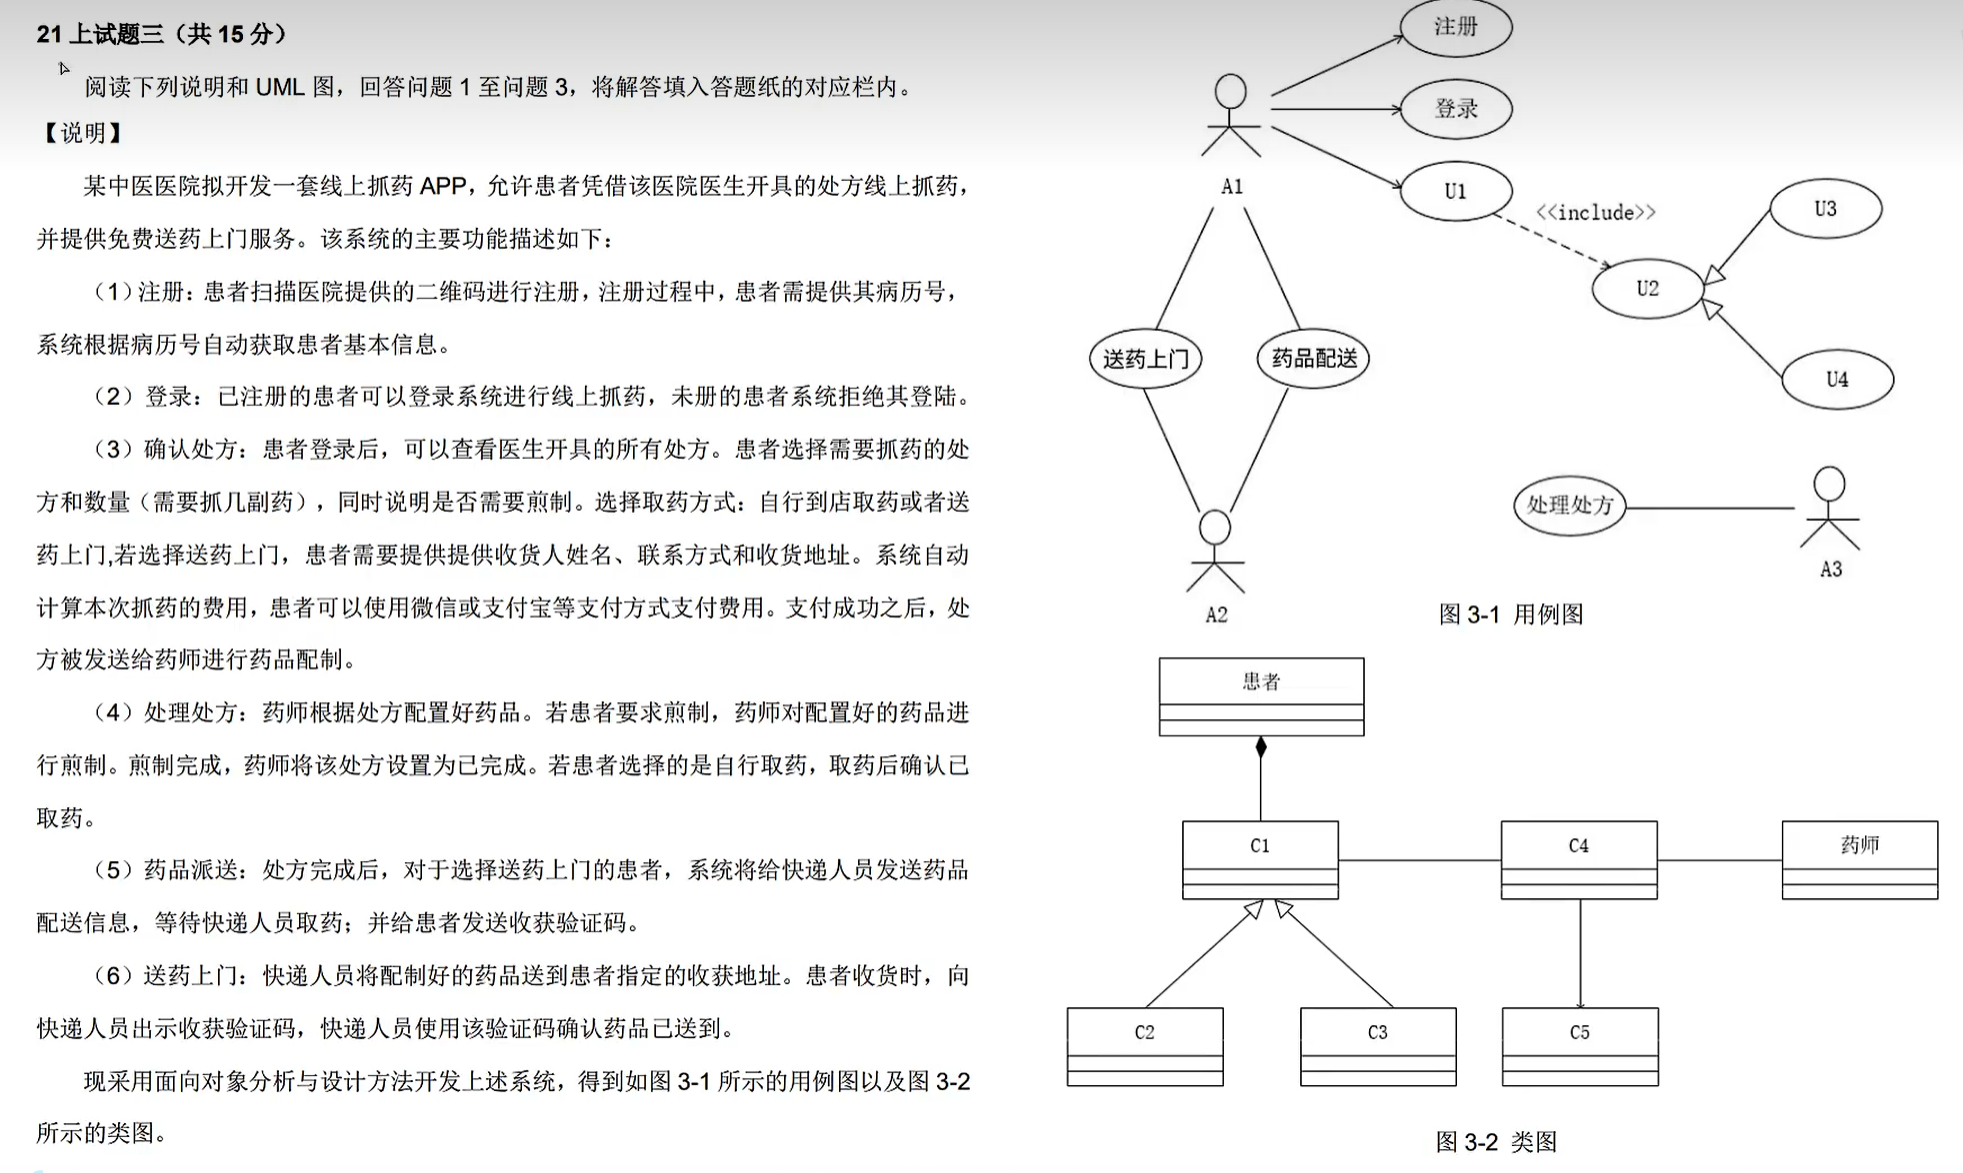 21 上试题三（共 15 分）
阅读下列说明和 UML 图，回答问题 1 至问题 3，将解答填入答题纸的对应栏内。
【说明】
某中医医院拟开发一套线上抓药 APP，允许患者凭借该医院医生开具的处方线上抓药，
并提供免费送药上门服务。该系统的主要功能描述如下：
（1）注册：患者扫描医院提供的二维码进行注册，注册过程中，患者需提供其病历号，
系统根据病历号自动获取患者基本信息。
（2）登录：已注册的患者可以登录系统进行线上抓药，未册的患者系统拒绝其登陆。
（3）确认处方：患者登录后，可以查看医生开具的所有处方。患者选择需要抓药的处
方和数量（需要抓几副药），同时说明是否需要煎制。选择取药方式：自行到店取药或者送
药上门,若选择送药上门，患者需要提供提供收货人姓名、联系方式和收货地址。系统自动
计算本次抓药的费用，患者可以使用微信或支付宝等支付方式支付费用。支付成功之后，处
方被发送给药师进行药品配制。
（4）处理处方：药师根据处方配置好药品。若患者要求煎制，药师对配置好的药品进
行煎制。煎制完成，药师将该处方设置为已完成。若患者选择的是自行取药，取药后确认已
取药。
（5）药品派送：处方完成后，对于选择送药上门的患者，系统将给快递人员发送药品
配送信息，等待快递人员取药；并给患者发送收获验证码。
（6）送药上门：快递人员将配制好的药品送到患者指定的收获地址。患者收货时，向
快递人员出示收获验证码，快递人员使用该验证码确认药品已送到。
现采用面向对象分析与设计方法开发上述系统，得到如图 3-1 所示的用例图以及图 3-2
所示的类图。
注册
登录
A1
U1
<<include>>
U3
U2
送药上门
药品配送
U4
处理处方
A3
A2
图 3-1 用例图
患者
C1
C4
药师
C2
C3
C5
图 3-2 类图